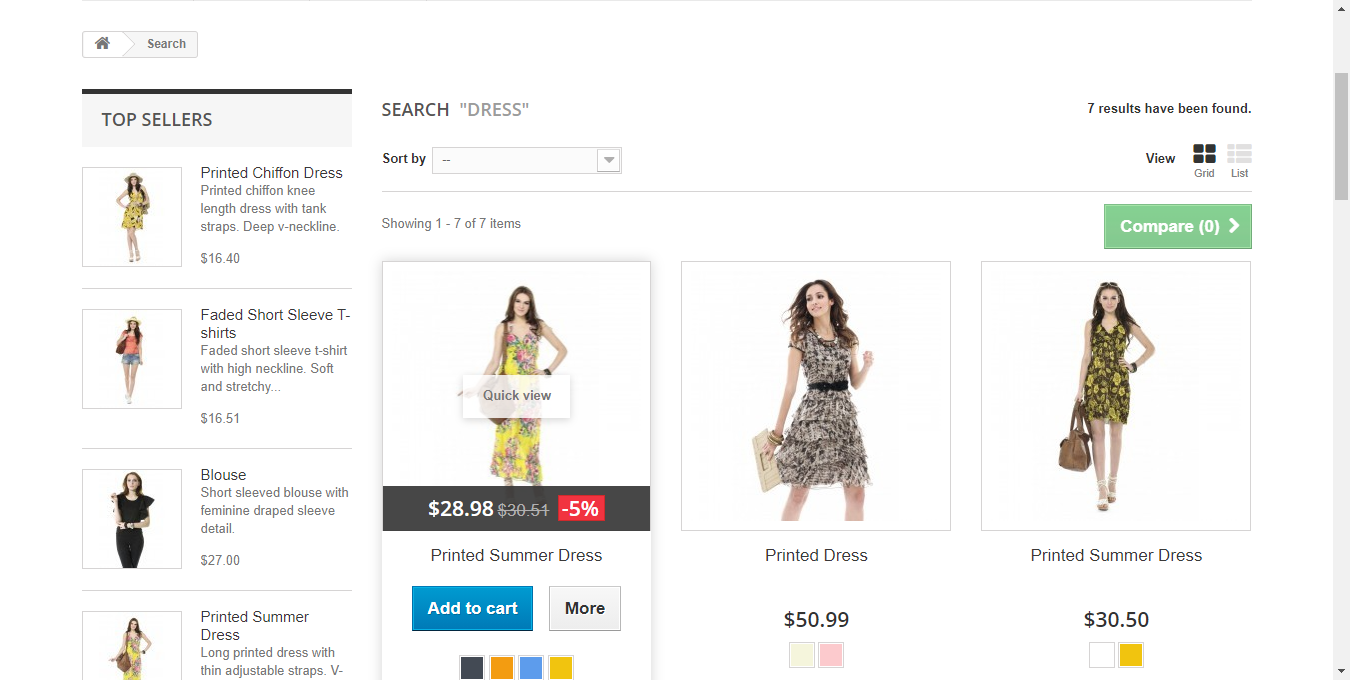 Search
TOP SELLERS
Printed Chiffon Dress
Printed chiffon knee
length dress with tank
straps. Deep v-neckline.
$16.40
Faded Short Sleeve T-
shirts
Faded short sleeve t-shirt
with high neckline. Soft
and stretchy...
$16.51
Blouse
Short sleeved blouse with
feminine draped sleeve
detail.
$27.00
Printed Summer
Dress
Long printed dress with
thin adjustable straps. V-
SEARCH "DRESS"
7 results have been found.
Sort by --
View
Grid
List
Showing 1 - 7 of 7 items
Compare (0)
Quick view
$28.98 $30.51 -5%
Printed Summer Dress
Add to cart
More
Printed Dress
$50.99
Printed Summer Dress
$30.50